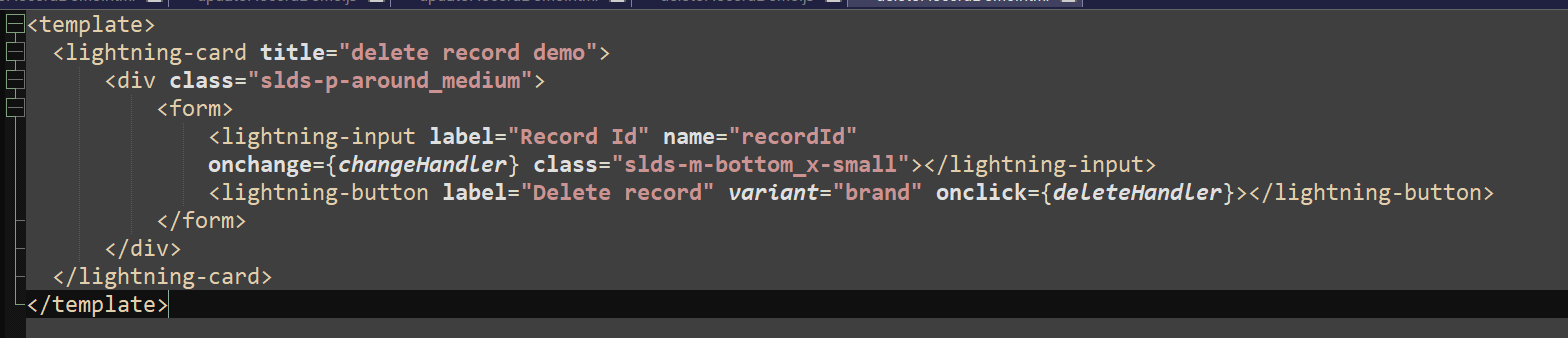 <template>
<lightning-card title="delete record demo">
<div class="slds-p-around_medium">
<form>
<lightning-input label="Record Id" name="recordId"
onchange={changeHandler} class="slds-m-bottom_x-small"></lightning-input>
<lightning-button label="Delete record" variant="brand" onclick={deleteHandler}></lightning-button>
</form>
</div>
</lightning-card>
</template>